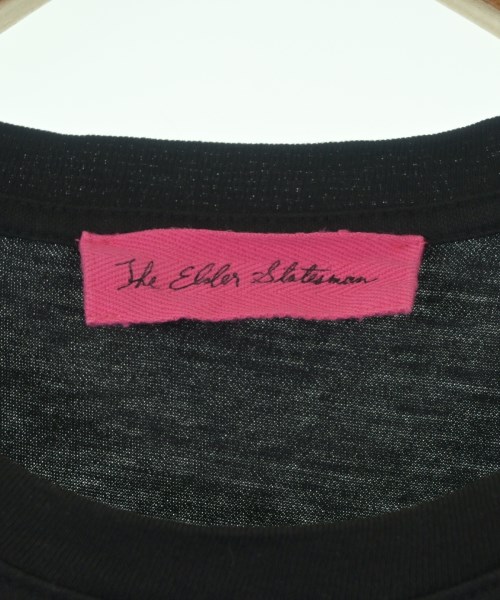 The Elder Statesman